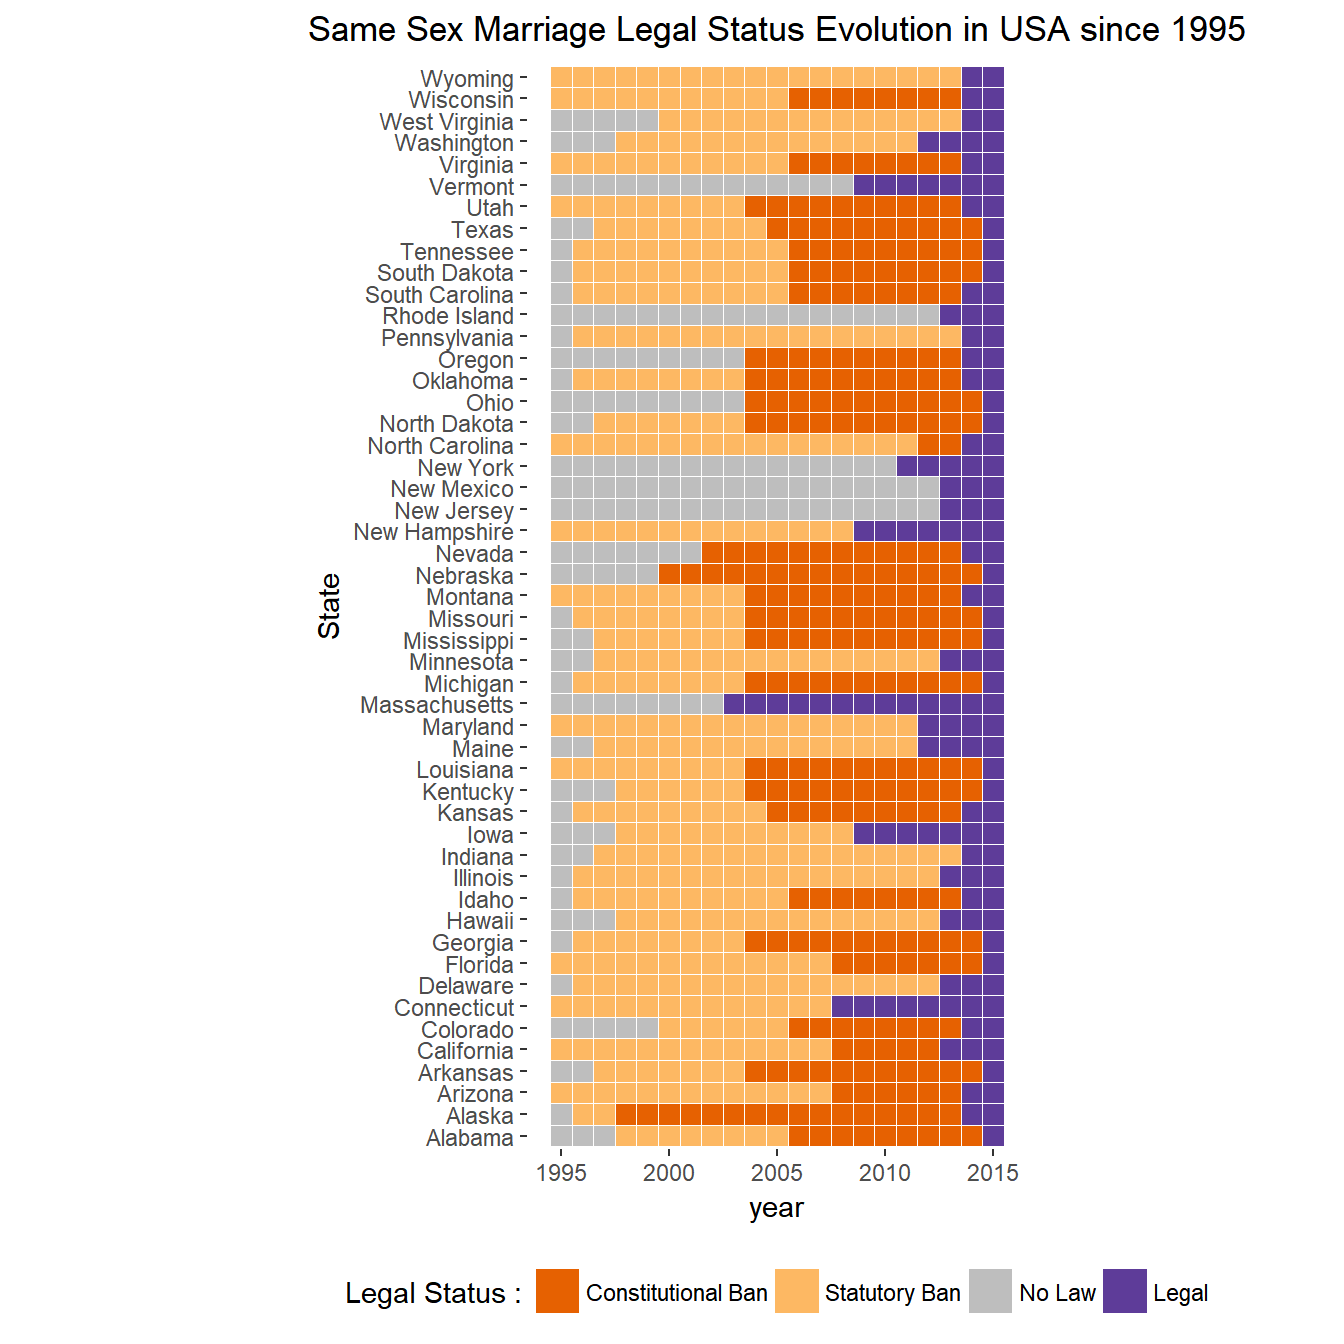 Same Sex Marriage Legal Status Evolution in USA since 1995
Wyoming
Wisconsin
West Virginia
Washington
Virginia
Vermont
Utah
Texas
Tennessee
South Dakota
South Carolina
Rhode Island
Pennsylvania
Oregon
Oklahoma
Ohio
North Dakota
North Carolina
New York
New Mexico
New Jersey
New Hampshire
Nevada
Nebraska
Montana
Missouri
Mississippi
Minnesota
Michigan
Massachusetts
Maryland
Maine
Louisiana
Kentucky
Kansas
Iowa
Indiana
Illinois
Idaho
Hawaii
Georgia
Florida
Delaware
Connecticut
Colorado
California
Arkansas
Arizona
Alaska
Alabama
State
1995 2000 2005 2010 2015
year
Legal Status : Constitutional Ban Statutory Ban No Law Legal